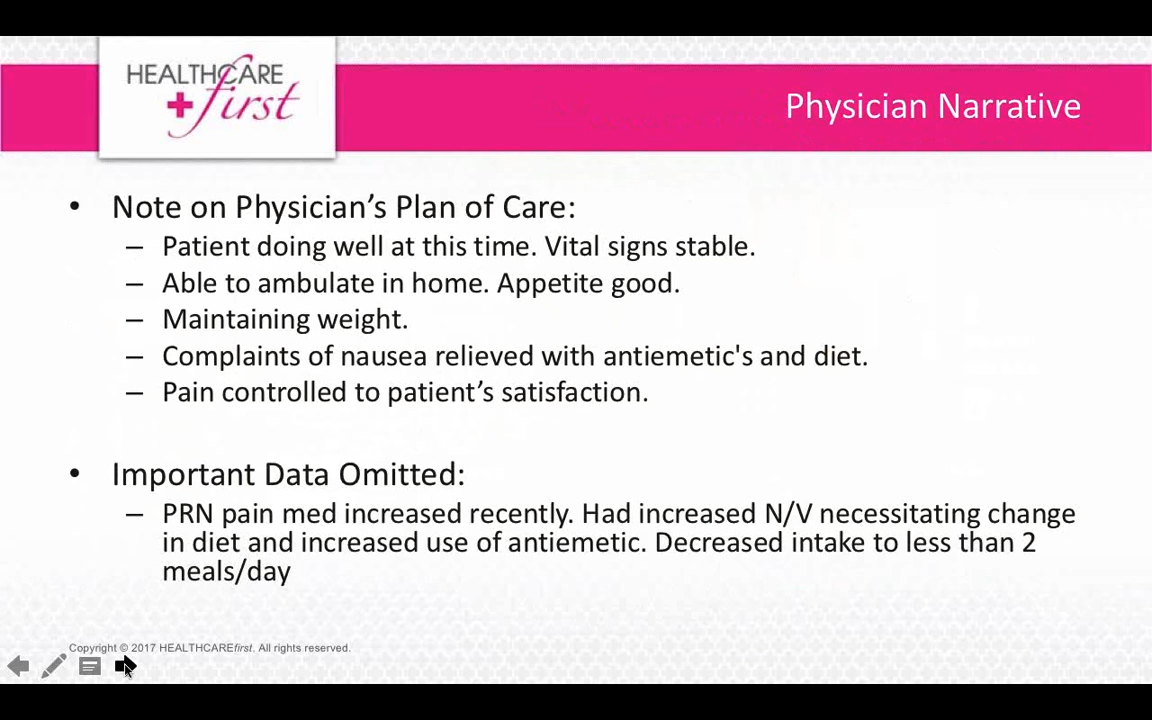 HEALTHCARE
first
Physician Narrative
• Note on Physician’s Plan of Care:
– Patient doing well at this time. Vital signs stable.
– Able to ambulate in home. Appetite good.
– Maintaining weight.
– Complaints of nausea relieved with antiemetic's and diet.
– Pain controlled to patient’s satisfaction.
• Important Data Omitted:
– PRN pain med increased recently. Had increased N/V necessitating change
in diet and increased use of antiemetic. Decreased intake to less than 2
meals/day
Copyright © 2017 HEALTHCAREfirst. All rights reserved.